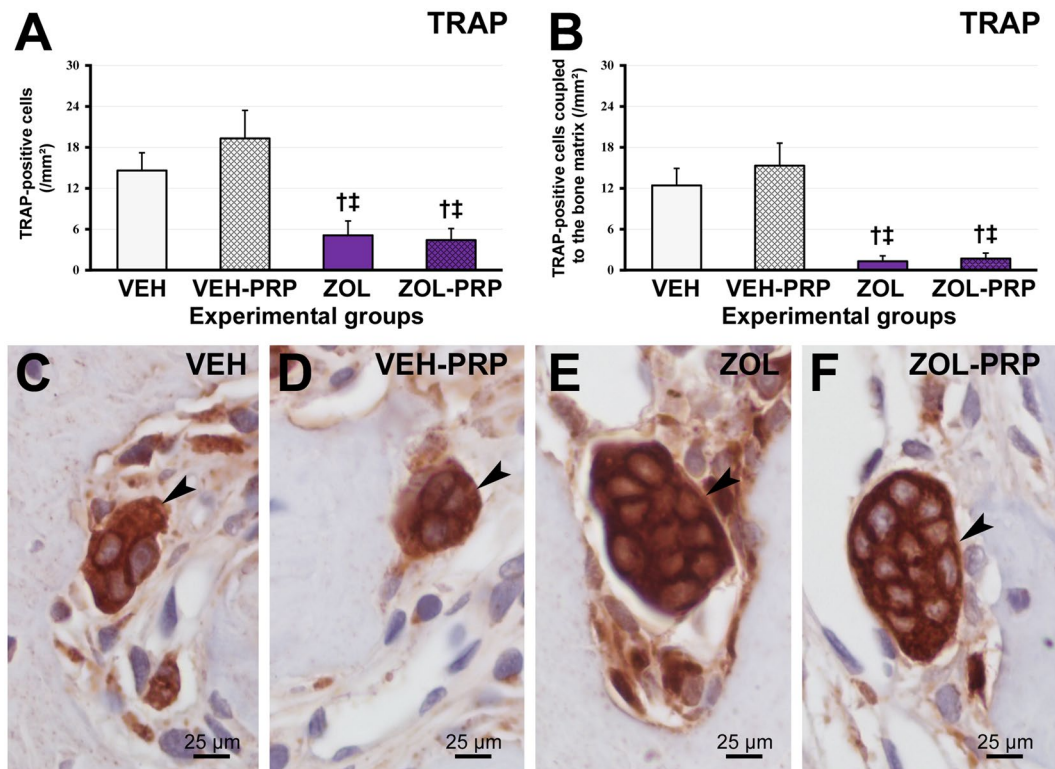 A
TRAP
TRAP-positive cells
(/mm²)
30
24
18
12
6
0
†‡
†‡
VEH
VEH-PRP
ZOL
ZOL-PRP
Experimental groups
B
TRAP
TRAP-positive cells coupled
to the bone matrix (/mm²)
30
24
18
12
6
0
†‡
†‡
VEH
VEH-PRP
ZOL
ZOL-PRP
Experimental groups
C
VEH
25 µm
D
VEH-PRP
25 µm
E
ZOL
25 µm
F
ZOL-PRP
25 µm